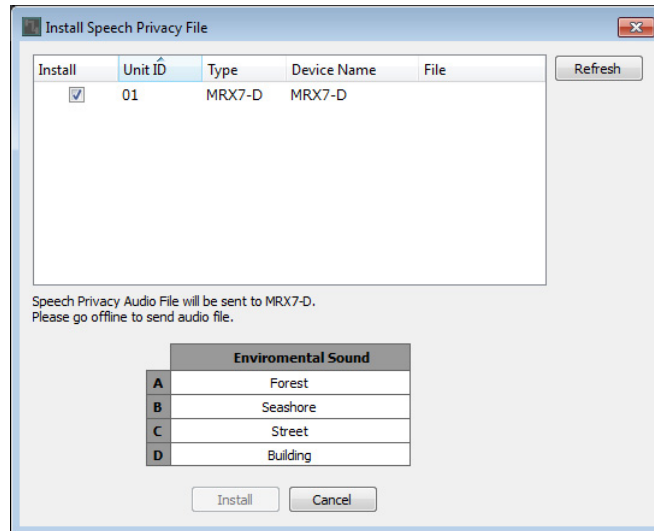 Install Speech Privacy File
Install Unit ID Type Device Name File Refresh
01 MRX7-D MRX7-D
Speech Privacy Audio File will be sent to MRX7-D.
Please go offline to send audio file.
Enviromental Sound
A Forest
B Seashore
C Street
D Building
Install Cancel